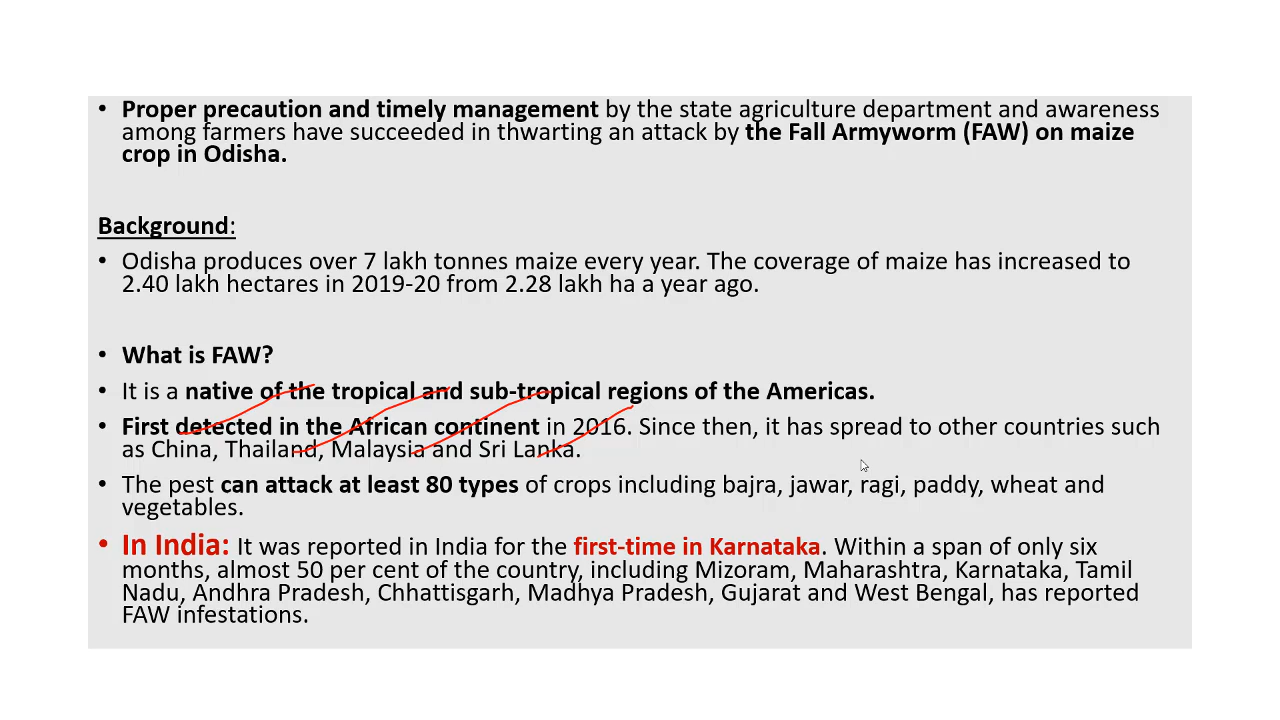 • Proper precaution and timely management by the state agriculture department and awareness
among farmers have succeeded in thwarting an attack by the Fall Armyworm (FAW) on maize
crop in Odisha.
Background:
• Odisha produces over 7 lakh tonnes maize every year. The coverage of maize has increased to
2.40 lakh hectares in 2019-20 from 2.28 lakh ha a year ago.
• What is FAW?
• It is a native of the tropical and sub-tropical regions of the Americas.
• First detected in the African continent in 2016. Since then, it has spread to other countries such
as China, Thailand, Malaysia and Sri Lanka.
• The pest can attack at least 80 types of crops including bajra, jawar, ragi, paddy, wheat and
vegetables.
• In India: It was reported in India for the first-time in Karnataka. Within a span of only six
months, almost 50 per cent of the country, including Mizoram, Maharashtra, Karnataka, Tamil
Nadu, Andhra Pradesh, Chhattisgarh, Madhya Pradesh, Gujarat and West Bengal, has reported
FAW infestations.